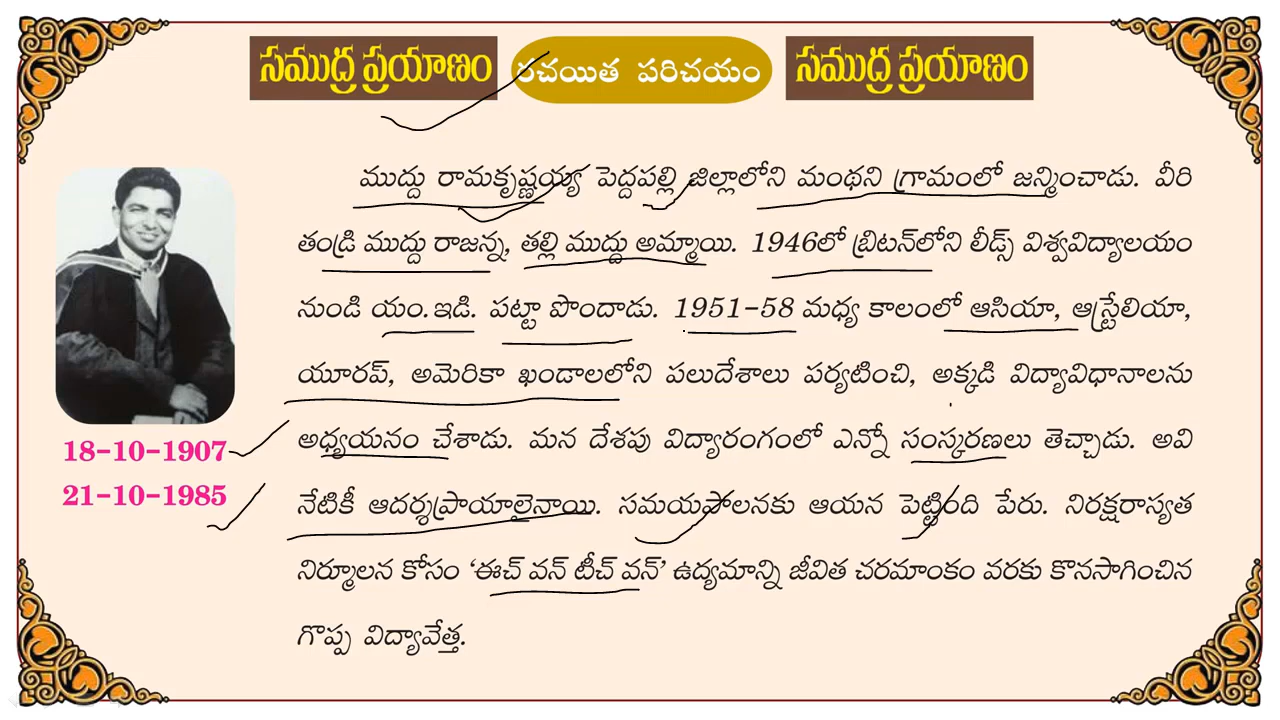 సముద్ర ప్రయాణం రచయిత పరిచయం సముద్ర ప్రయాణం
ముద్దు రామకృష్ణయ్య పెద్దపల్లి జిల్లాలోని మంథని గ్రామంలో జన్మించాడు. వీరి
తండ్రి ముద్దు రాజన్న, తల్లి ముద్దు అమ్మాయి. 1946లో బ్రిటన్‌లోని లీడ్స్ విశ్వవిద్యాలయం
నుండి యం.ఇడి. పట్టా పొందాడు. 1951-58 మధ్య కాలంలో ఆసియా, ఆస్ట్రేలియా,
యూరప్, అమెరికా ఖండాలలోని పలుదేశాలు పర్యటించి, అక్కడి విద్యావిధానాలను
అధ్యయనం చేశాడు. మన దేశపు విద్యారంగంలో ఎన్నో సంస్కరణలు తెచ్చాడు. అవి
నేటికీ ఆదర్శప్రాయాలైనాయి. సమయపాలనకు ఆయన పెట్టింది పేరు. నిరక్షరాస్యత
నిర్మూలన కోసం ‘ఈచ్ వన్ టీచ్ వన్’ ఉద్యమాన్ని జీవిత చరమాంకం వరకు కొనసాగించిన
గొప్ప విద్యావేత్త.
18-10-1907
21-10-1985